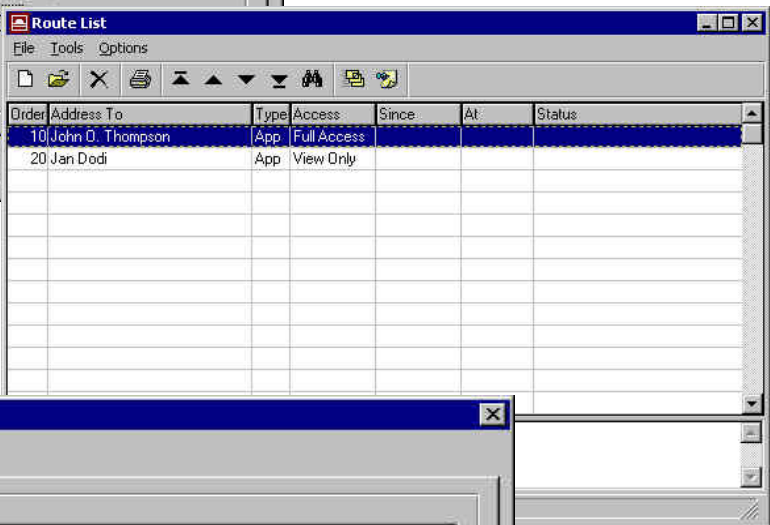 Route List
File Tools Options
Order Address To Type Access Since At Status
10 John O. Thompson App Full Access
20 Jan Dodi App View Only